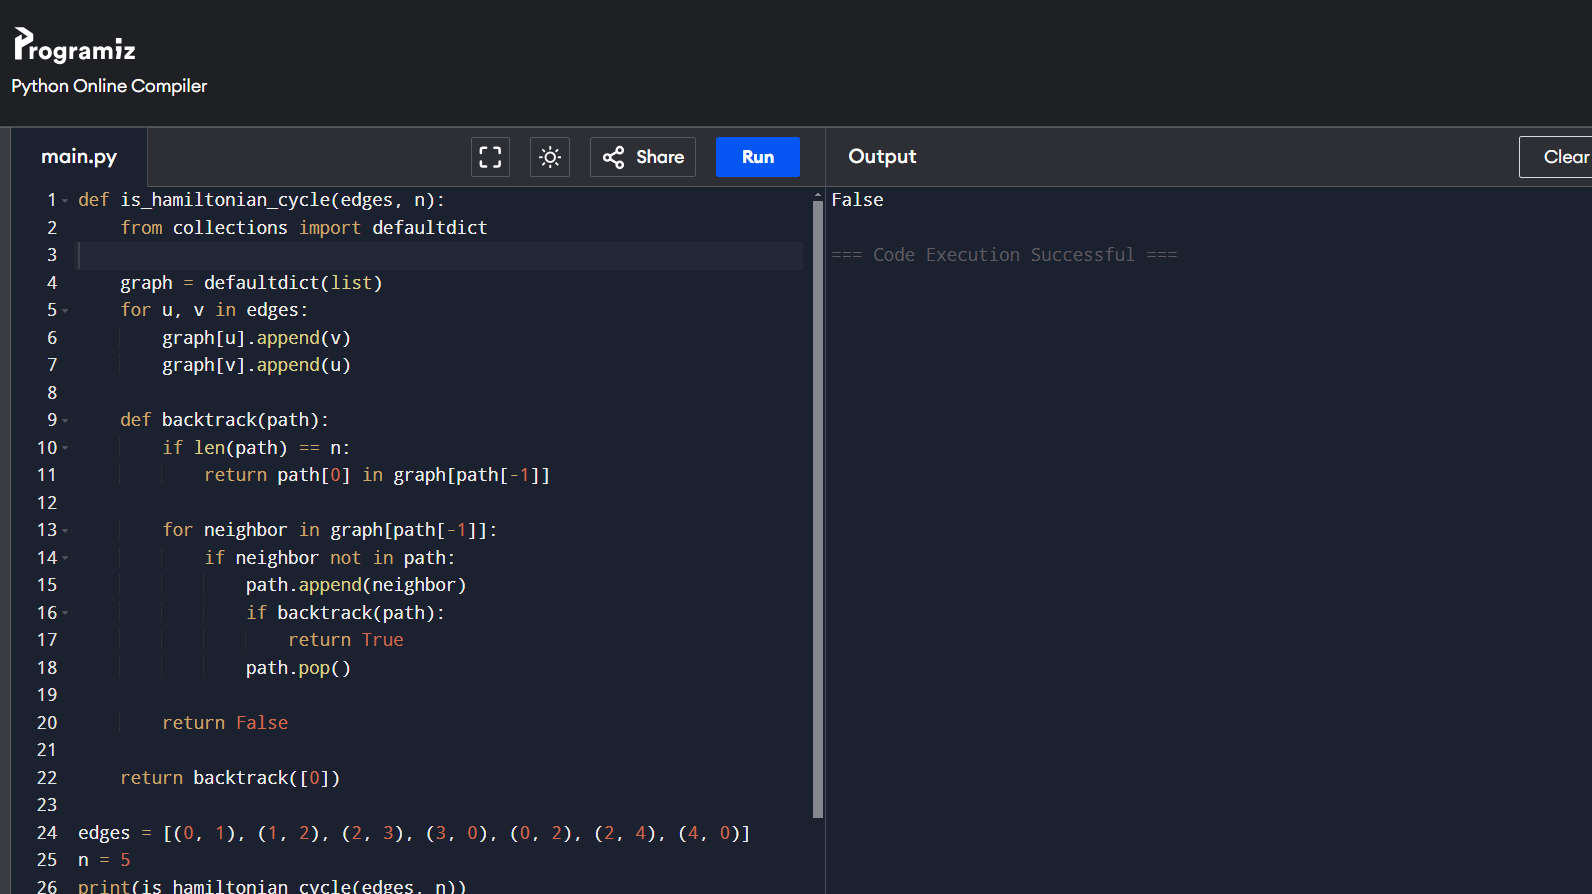 Programiz
Python Online Compiler
main.py
Share
Run
Output
Clear
1 def is_hamiltonian_cycle(edges, n):
2     from collections import defaultdict
3
4     graph = defaultdict(list)
5     for u, v in edges:
6         graph[u].append(v)
7         graph[v].append(u)
8
9     def backtrack(path):
10         if len(path) == n:
11             return path[0] in graph[path[-1]]
12
13         for neighbor in graph[path[-1]]:
14             if neighbor not in path:
15                 path.append(neighbor)
16                 if backtrack(path):
17                     return True
18                 path.pop()
19
20         return False
21
22     return backtrack([0])
23
24 edges = [(0, 1), (1, 2), (2, 3), (3, 0), (0, 2), (2, 4), (4, 0)]
25 n = 5
26 print(is_hamiltonian_cycle(edges, n))
False
=== Code Execution Successful ===